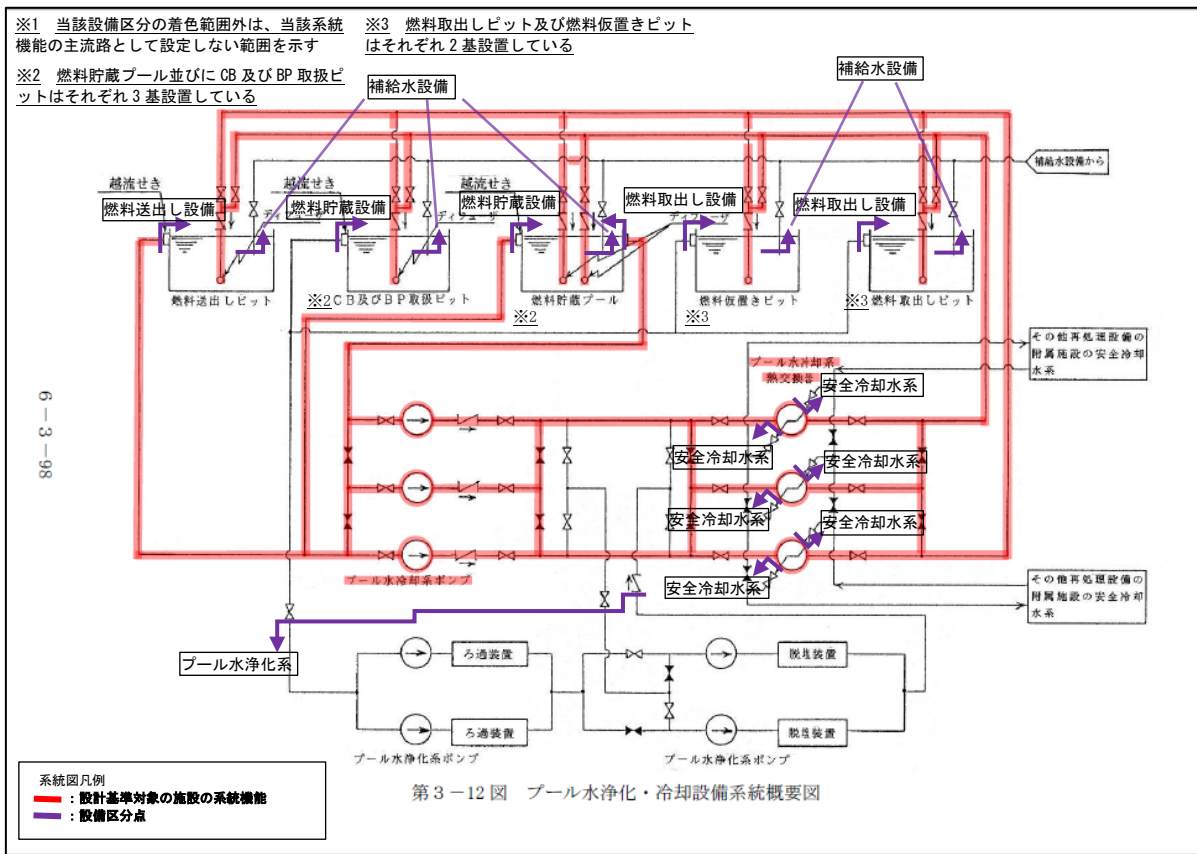 ※1 当該設備区分の着色範囲外は、当該系統
機能の主流路として設定しない範囲を示す
※2 燃料貯蔵プール並びに CB 及び BP 取扱ピ
ットはそれぞれ 3 基設置している
※3 燃料取出しピット及び燃料仮置きピット
はそれぞれ 2 基設置している
補給水設備
補給水設備
補給水設備から
越流せき
越流せき
越流せき
燃料送出し設備
燃料貯蔵設備
燃料貯蔵設備
燃料取出し設備
燃料取出し設備
ディフューザ
ディフューザ
燃料送出しピット
※2
CB及びBP取扱ピット
燃料貯蔵プール
※2
燃料仮置きピット
※3
※3
燃料取出しピット
その他再処理設備の
附属施設の安全冷却
水系
プール水冷却系
熱交換器
安全冷却水系
安全冷却水系
安全冷却水系
安全冷却水系
安全冷却水系
安全冷却水系
プール水冷却系ポンプ
その他再処理設備の
附属施設の安全冷却
水系
プール水浄化系
ろ過装置
脱塩装置
ろ過装置
脱塩装置
プール水浄化系ポンプ
プール水浄化系ポンプ
6-3-98
系統図凡例
：設計基準対象の施設の系統機能
：設備区分点
第3-12図 プール水浄化・冷却設備系統概要図